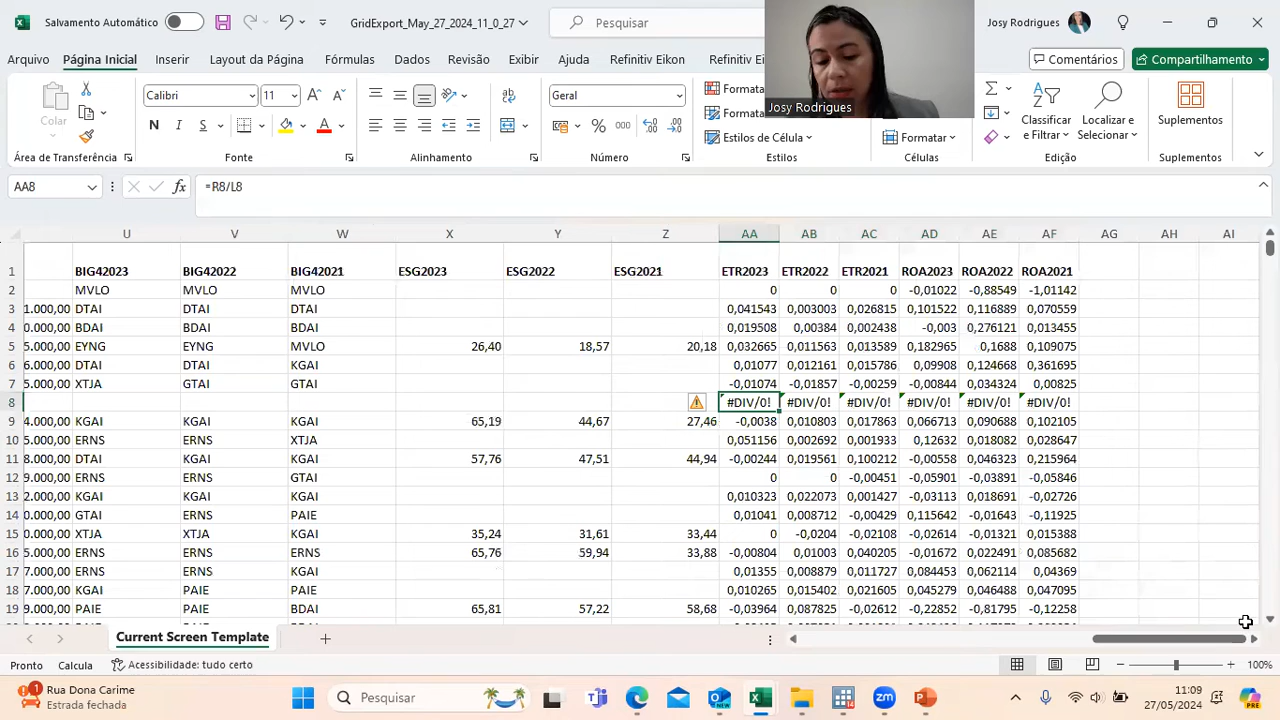 Salvamento Automático
GridExport_May_27_2024_11_0_27
Pesquisar
Josy Rodrigues
Arquivo Página Inicial Inserir Layout da Página Fórmulas Dados Revisão Exibir Ajuda Refinitiv Eikon Refinitiv Ei
Comentários
Compartilhamento
Colar
Calibri 11
N I S
Geral
% 000
Formata
Formata
Estilos de Célula
Formatar
Classificar
e Filtrar
Localizar e
Selecionar
Suplementos
Área de Transferência Fonte Alinhamento Número Estilos Células Edição Suplementos
Josy Rodrigues
AA8 fx =R8/L8
U V W X Y Z AA AB AC AD AE AF AG AH AI
1 BIG42023 BIG42022 BIG42021 ESG2023 ESG2022 ESG2021 ETR2023 ETR2022 ETR2021 ROA2023 ROA2022 ROA2021
2 MVLO MVLO MVLO 0 0 0 -0,01022 -0,88549 -1,01142
3 1.000,00 DTAI DTAI DTAI 0,041543 0,003003 0,026815 0,101522 0,116889 0,070559
4 0.000,00 BDAI BDAI BDAI 0,019508 0,00384 0,002438 -0,003 0,276121 0,013455
5 5.000,00 EYNG EYNG MVLO 26,40 18,57 20,18 0,032665 0,011563 0,013589 0,182965 0,1688 0,109075
6 6.000,00 DTAI DTAI KGAI 0,01077 0,012161 0,015786 0,09908 0,124668 0,361695
7 5.000,00 XTJA GTAI GTAI -0,01074 -0,01857 -0,00259 -0,00844 0,034324 0,00825
8 #DIV/0! #DIV/0! #DIV/0! #DIV/0! #DIV/0! #DIV/0!
9 4.000,00 KGAI KGAI KGAI 65,19 44,67 27,46 -0,0038 0,010803 0,017863 0,066713 0,090688 0,102105
10 5.000,00 ERNS ERNS XTJA 0,051156 0,002692 0,001933 0,12632 0,018082 0,028647
11 8.000,00 DTAI KGAI KGAI 57,76 47,51 44,94 -0,00244 0,019561 0,100212 -0,00558 0,046323 0,215964
12 9.000,00 ERNS ERNS GTAI 0 0 -0,00451 -0,05901 -0,03891 -0,05846
13 2.000,00 KGAI KGAI KGAI 0,010323 0,022073 0,001427 -0,03113 0,018691 -0,02726
14 0.000,00 GTAI ERNS PAIE 0,01041 0,008712 -0,00429 0,115642 -0,01643 -0,11925
15 4.000,00 XTJA XTJA KGAI 35,24 31,61 33,44 0 -0,0204 -0,02108 -0,02614 -0,01321 0,015388
16 5.000,00 ERNS ERNS ERNS 65,76 59,94 33,88 -0,00804 0,01003 0,040205 -0,01672 0,022491 0,085682
17 7.000,00 ERNS ERNS KGAI 0,01355 0,008879 0,011727 0,084453 0,062114 0,04369
18 7.000,00 KGAI PAIE KGAI 0,010265 0,015402 0,021605 0,045279 0,046488 0,047095
19 9.000,00 PAIE PAIE BDAI 65,81 57,22 58,68 -0,03964 0,087825 -0,02612 -0,22852 -0,81795 -0,12258
Current Screen Template
Pronto Calcula Acessibilidade: tudo certo 100%
1
Rua Dona Carime
Estrada fechada
Pesquisar
NEW
14
zm
11:09
27/05/2024
PRE